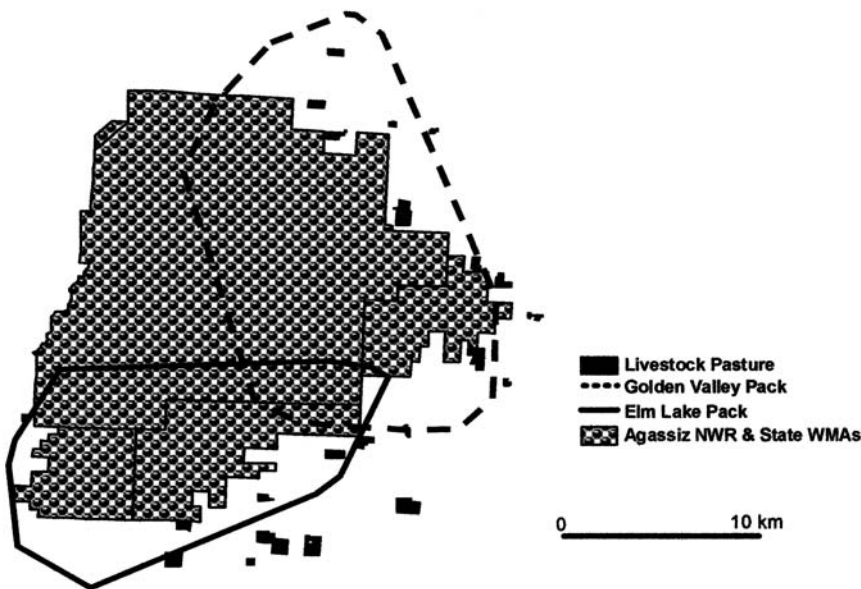 Livestock Pasture
Golden Valley Pack
Elm Lake Pack
Agassiz NWR & State WMAs
0 10 km